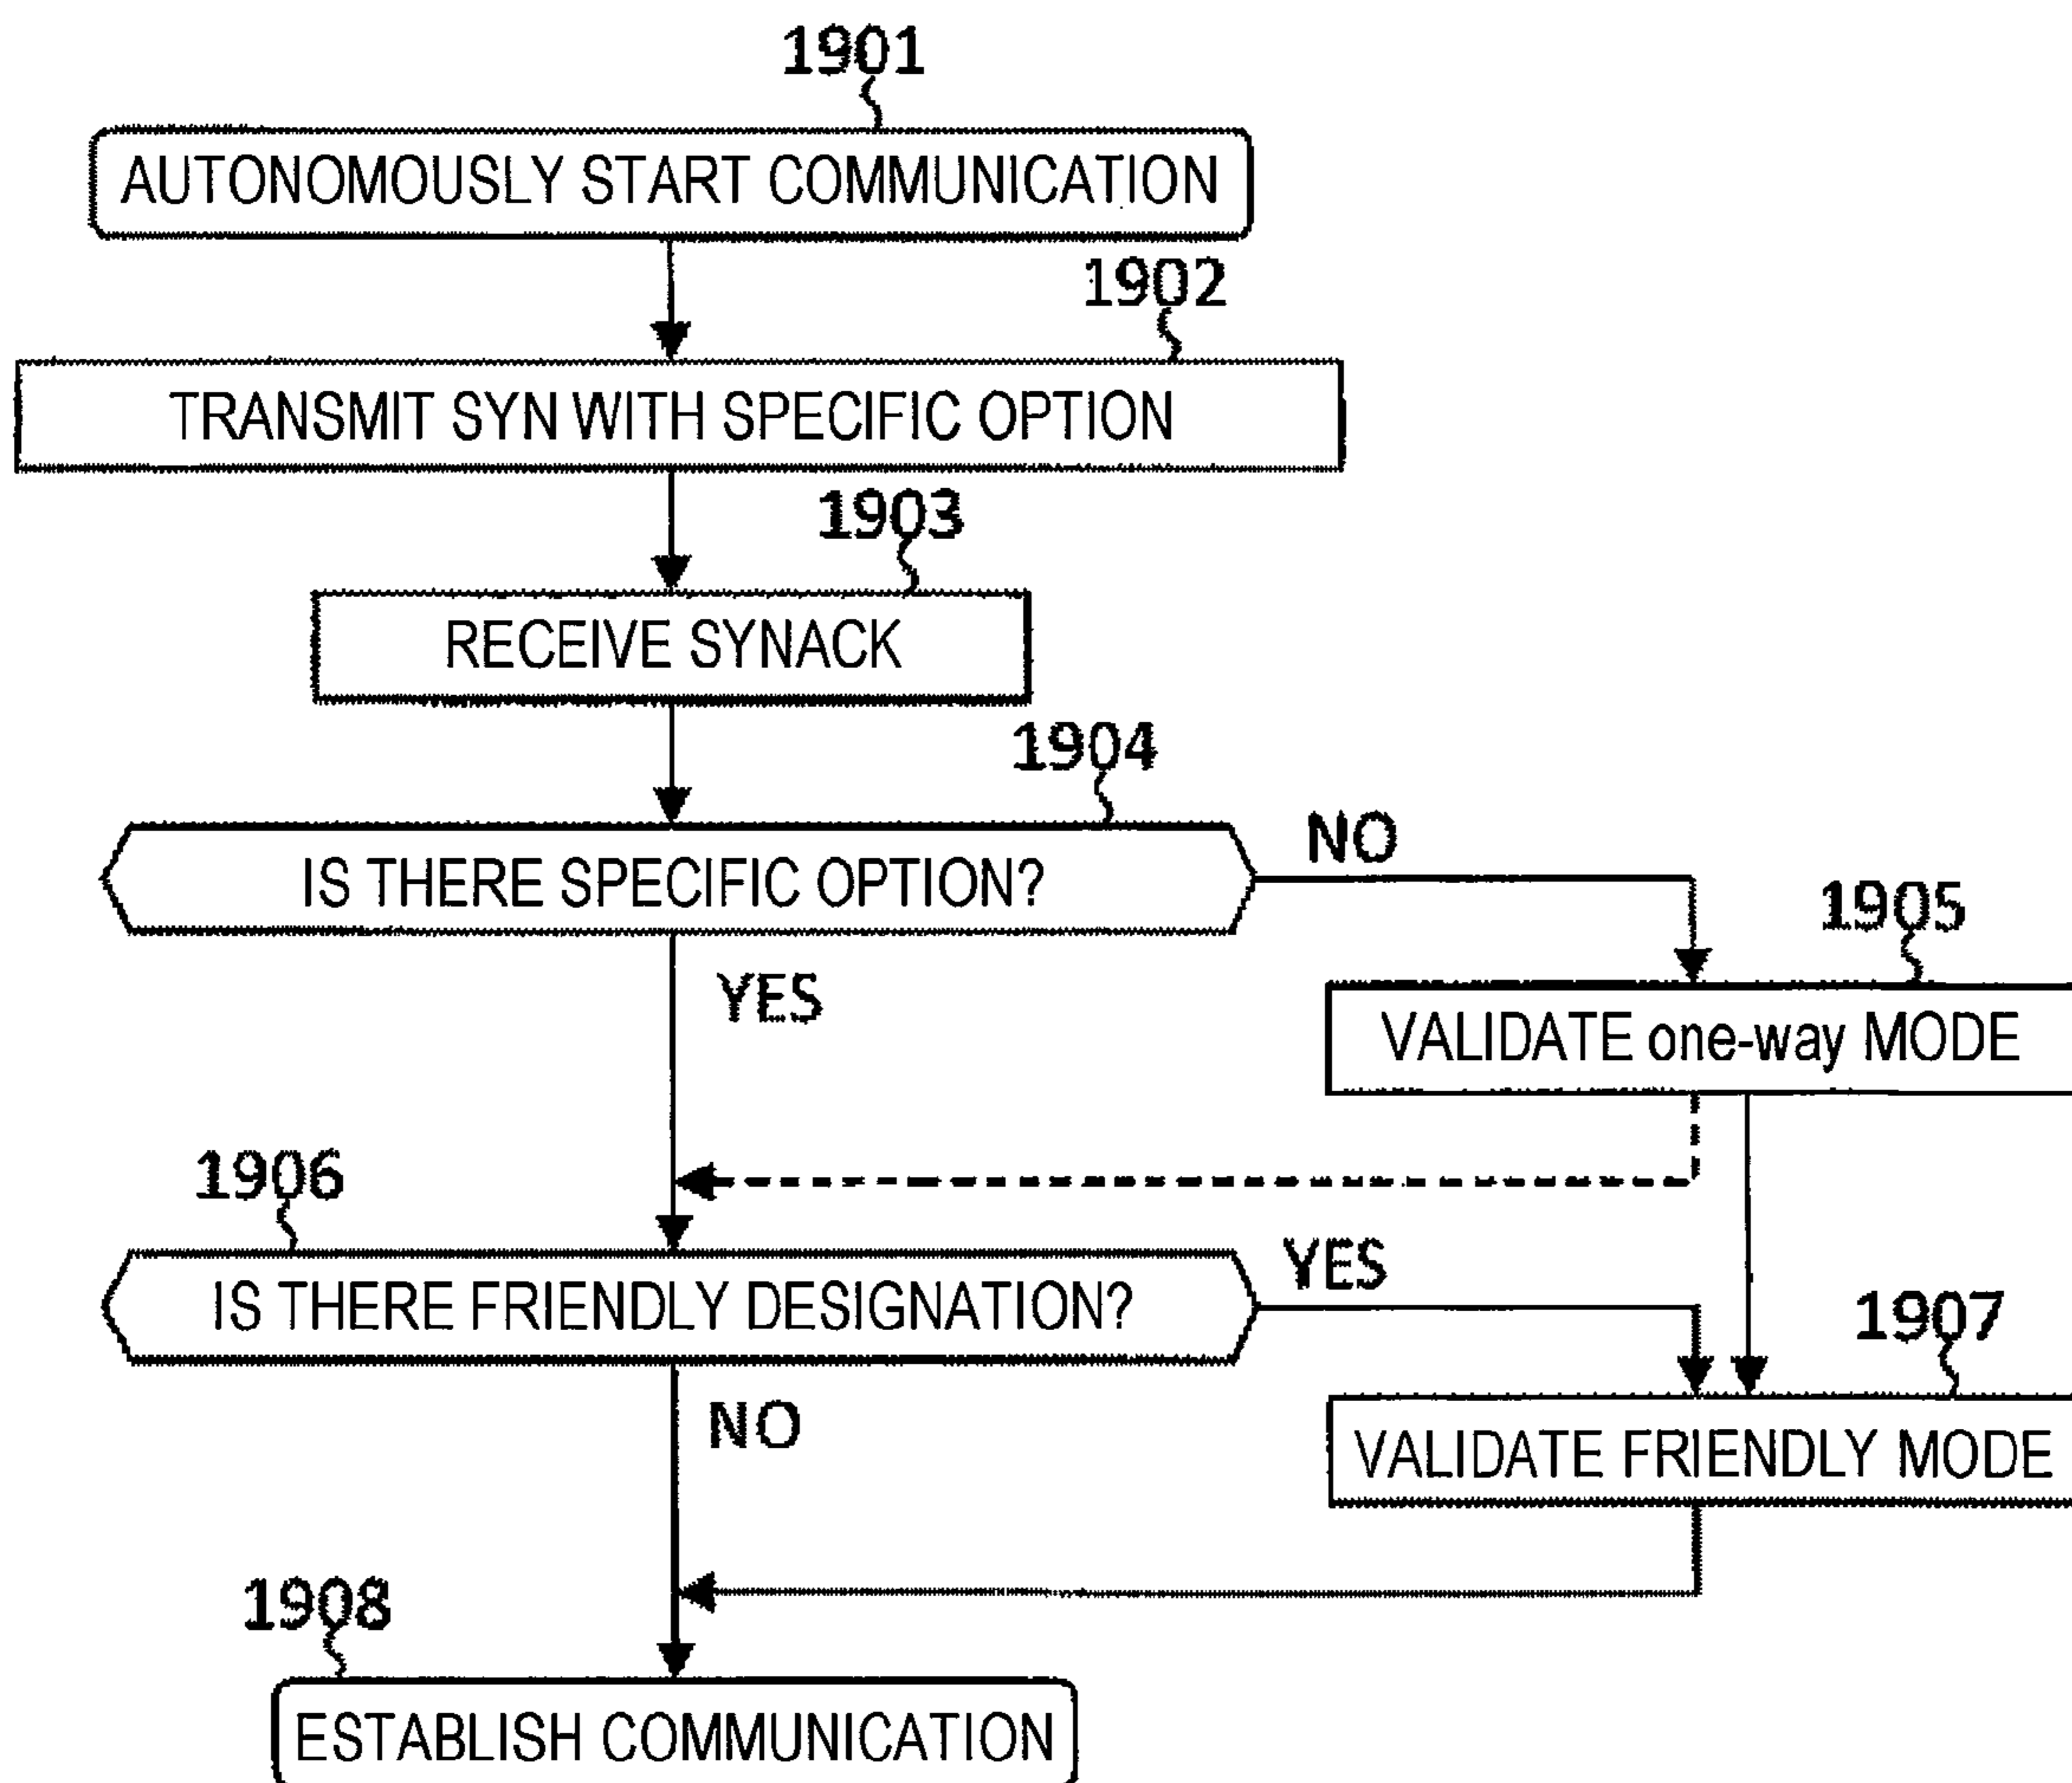 1901
AUTONOMOUSLY START COMMUNICATION
1902
TRANSMIT SYN WITH SPECIFIC OPTION
1903
RECEIVE SYNACK
1904
IS THERE SPECIFIC OPTION?
NO
1905
YES
VALIDATE one-way MODE
1906
IS THERE FRIENDLY DESIGNATION?
YES
1907
NO
VALIDATE FRIENDLY MODE
1908
ESTABLISH COMMUNICATION